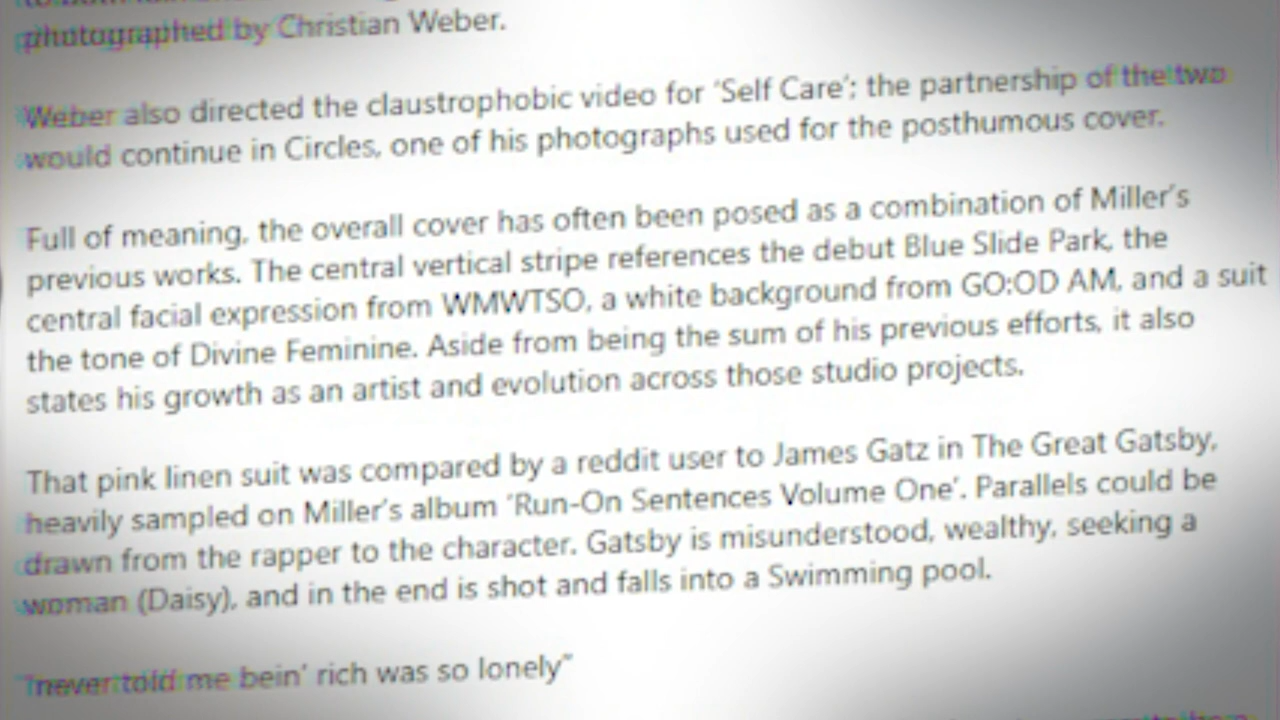 photographed by Christian Weber.
Weber also directed the claustrophobic video for 'Self Care'; the partnership of the two
would continue in Circles, one of his photographs used for the posthumous cover.
Full of meaning, the overall cover has often been posed as a combination of Miller's
previous works. The central vertical stripe references the debut Blue Slide Park, the
central facial expression from WMWTSO, a white background from GO:OD AM, and a suit
the tone of Divine Feminine. Aside from being the sum of his previous efforts, it also
states his growth as an artist and evolution across those studio projects.
That pink linen suit was compared by a reddit user to James Gatz in The Great Gatsby,
heavily sampled on Miller's album 'Run-On Sentences Volume One'. Parallels could be
drawn from the rapper to the character. Gatsby is misunderstood, wealthy, seeking a
woman (Daisy), and in the end is shot and falls into a Swimming pool.
"never told me bein' rich was so lonely"